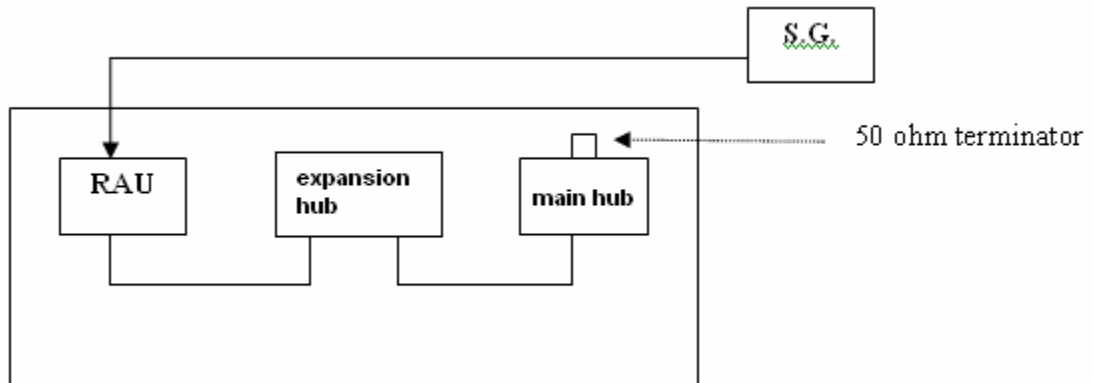 S.G.
50 ohm terminator
RAU
expansion
hub
main hub